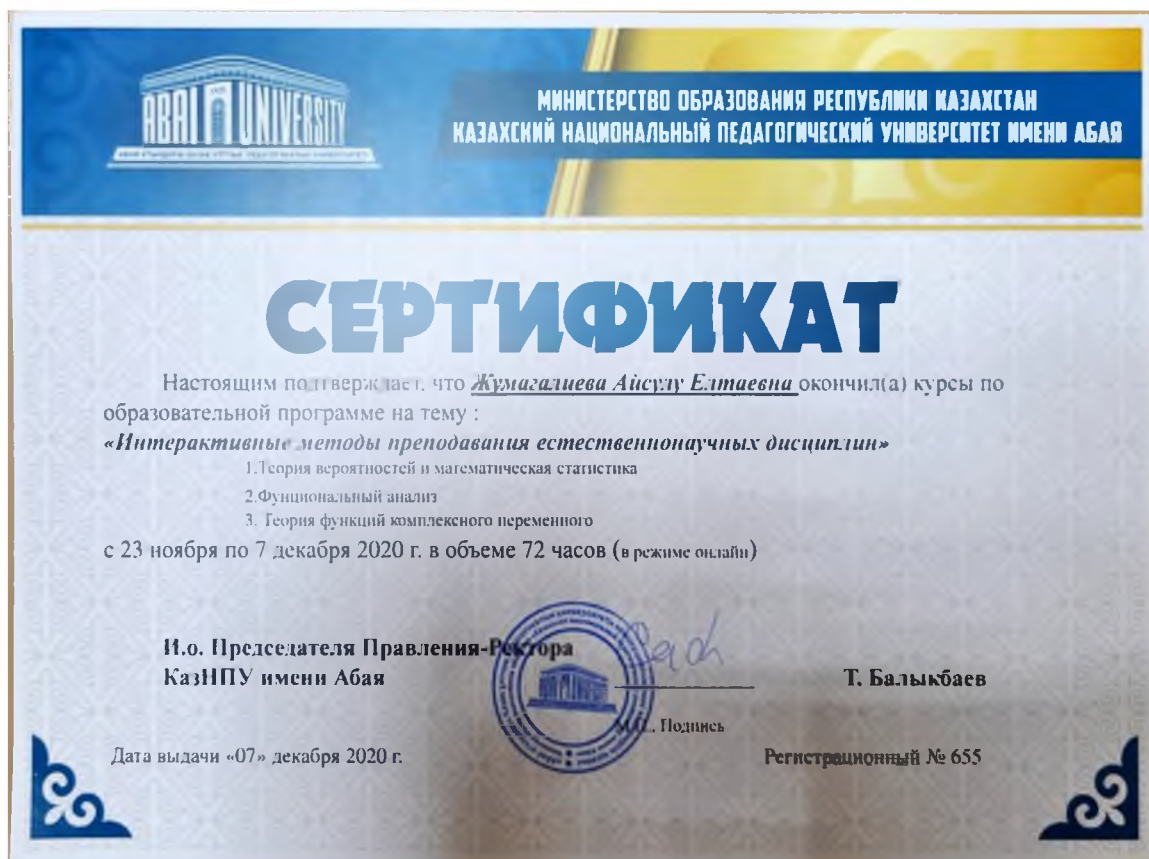 ABAI UNIVERSITY
МИНИСТЕРСТВО ОБРАЗОВАНИЯ РЕСПУБЛИКИ КАЗАХСТАН
КАЗАХСКИЙ НАЦИОНАЛЬНЫЙ ПЕДАГОГИЧЕСКИЙ УНИВЕРСИТЕТ ИМЕНИ АБАЯ
СЕРТИФИКАТ
Настоящим подтверждает, что Жумагалиева Айсулу Елтаевна окончил(а) курсы по
образовательной программе на тему :
«Интерактивные методы преподавания естественнонаучных дисциплин»
1.Теория вероятностей и математическая статистика
2.Фунциональный анализ
3. Теория функций комплексного переменного
с 23 ноября по 7 декабря 2020 г. в объеме 72 часов (в режиме онлайн)
И.о. Председателя Правления-Ректора
КазНПУ имени Абая
Т. Балыкбаев
Подпись
Дата выдачи «07» декабря 2020 г.
Регистрационный № 655